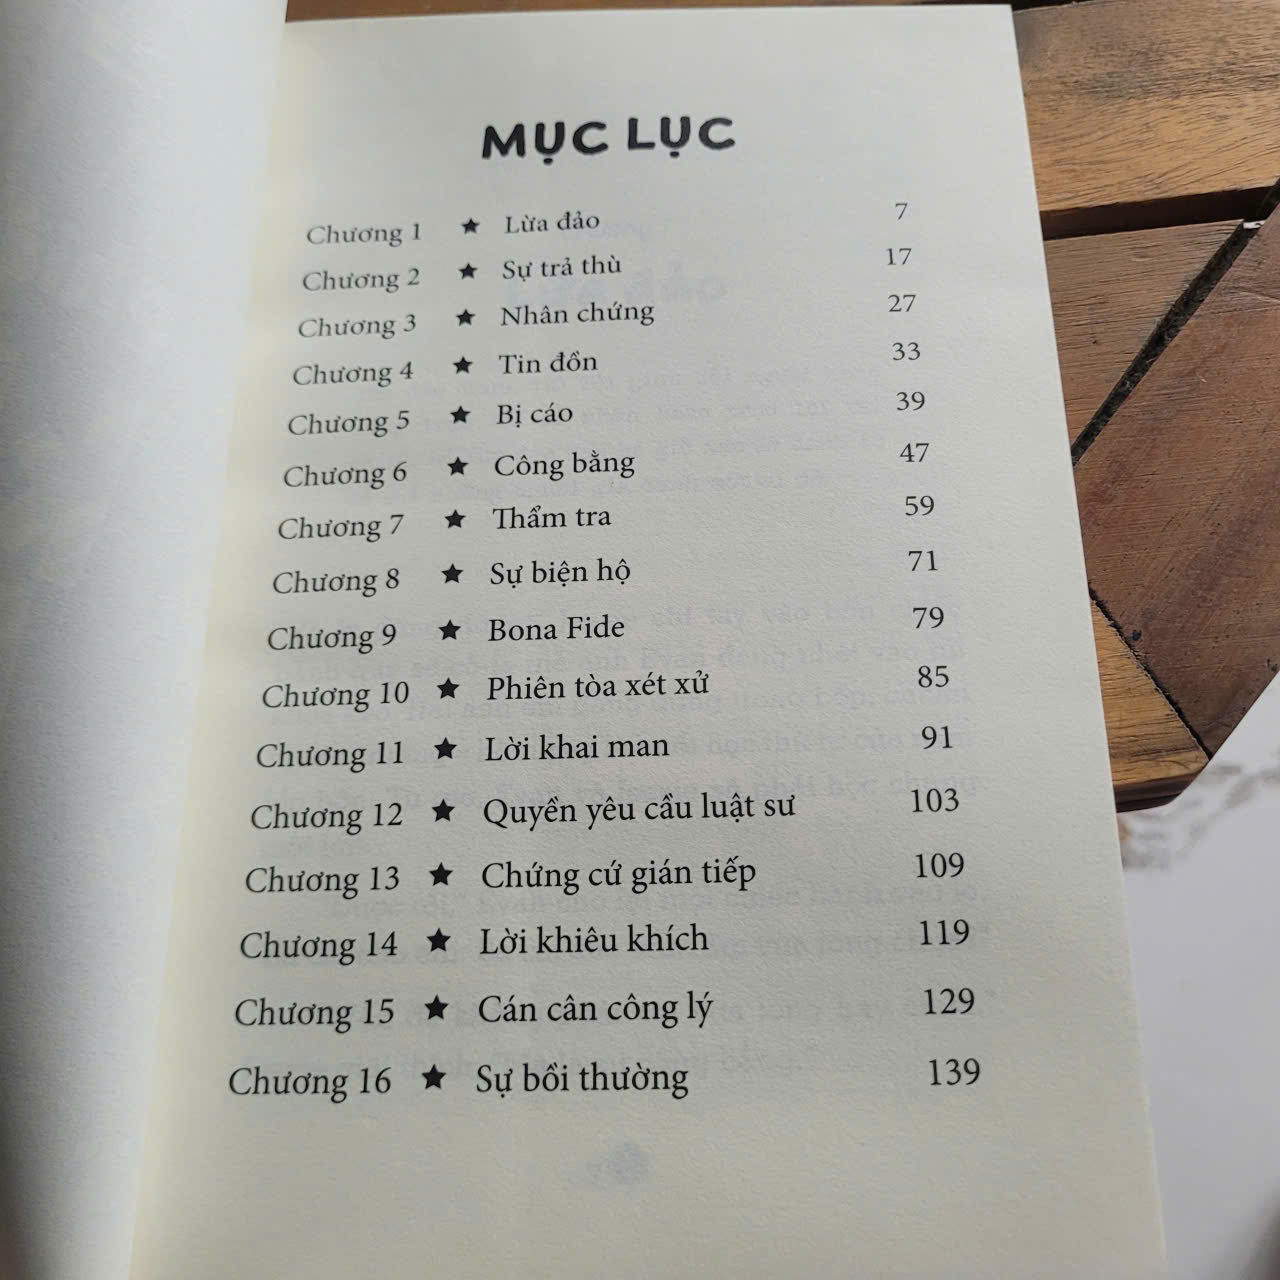 MỤC LỤC
Chương 1 ★ Lừa đảo 7
Chương 2 ★ Sự trả thù 17
Chương 3 ★ Nhân chứng 27
Chương 4 ★ Tin đồn 33
Chương 5 ★ Bị cáo 39
Chương 6 ★ Công bằng 47
Chương 7 ★ Thẩm tra 59
Chương 8 ★ Sự biện hộ 71
Chương 9 ★ Bona Fide 79
Chương 10 ★ Phiên tòa xét xử 85
Chương 11 ★ Lời khai man 91
Chương 12 ★ Quyền yêu cầu luật sư 103
Chương 13 ★ Chứng cứ gián tiếp 109
Chương 14 ★ Lời khiêu khích 119
Chương 15 ★ Cán cân công lý 129
Chương 16 ★ Sự bồi thường 139